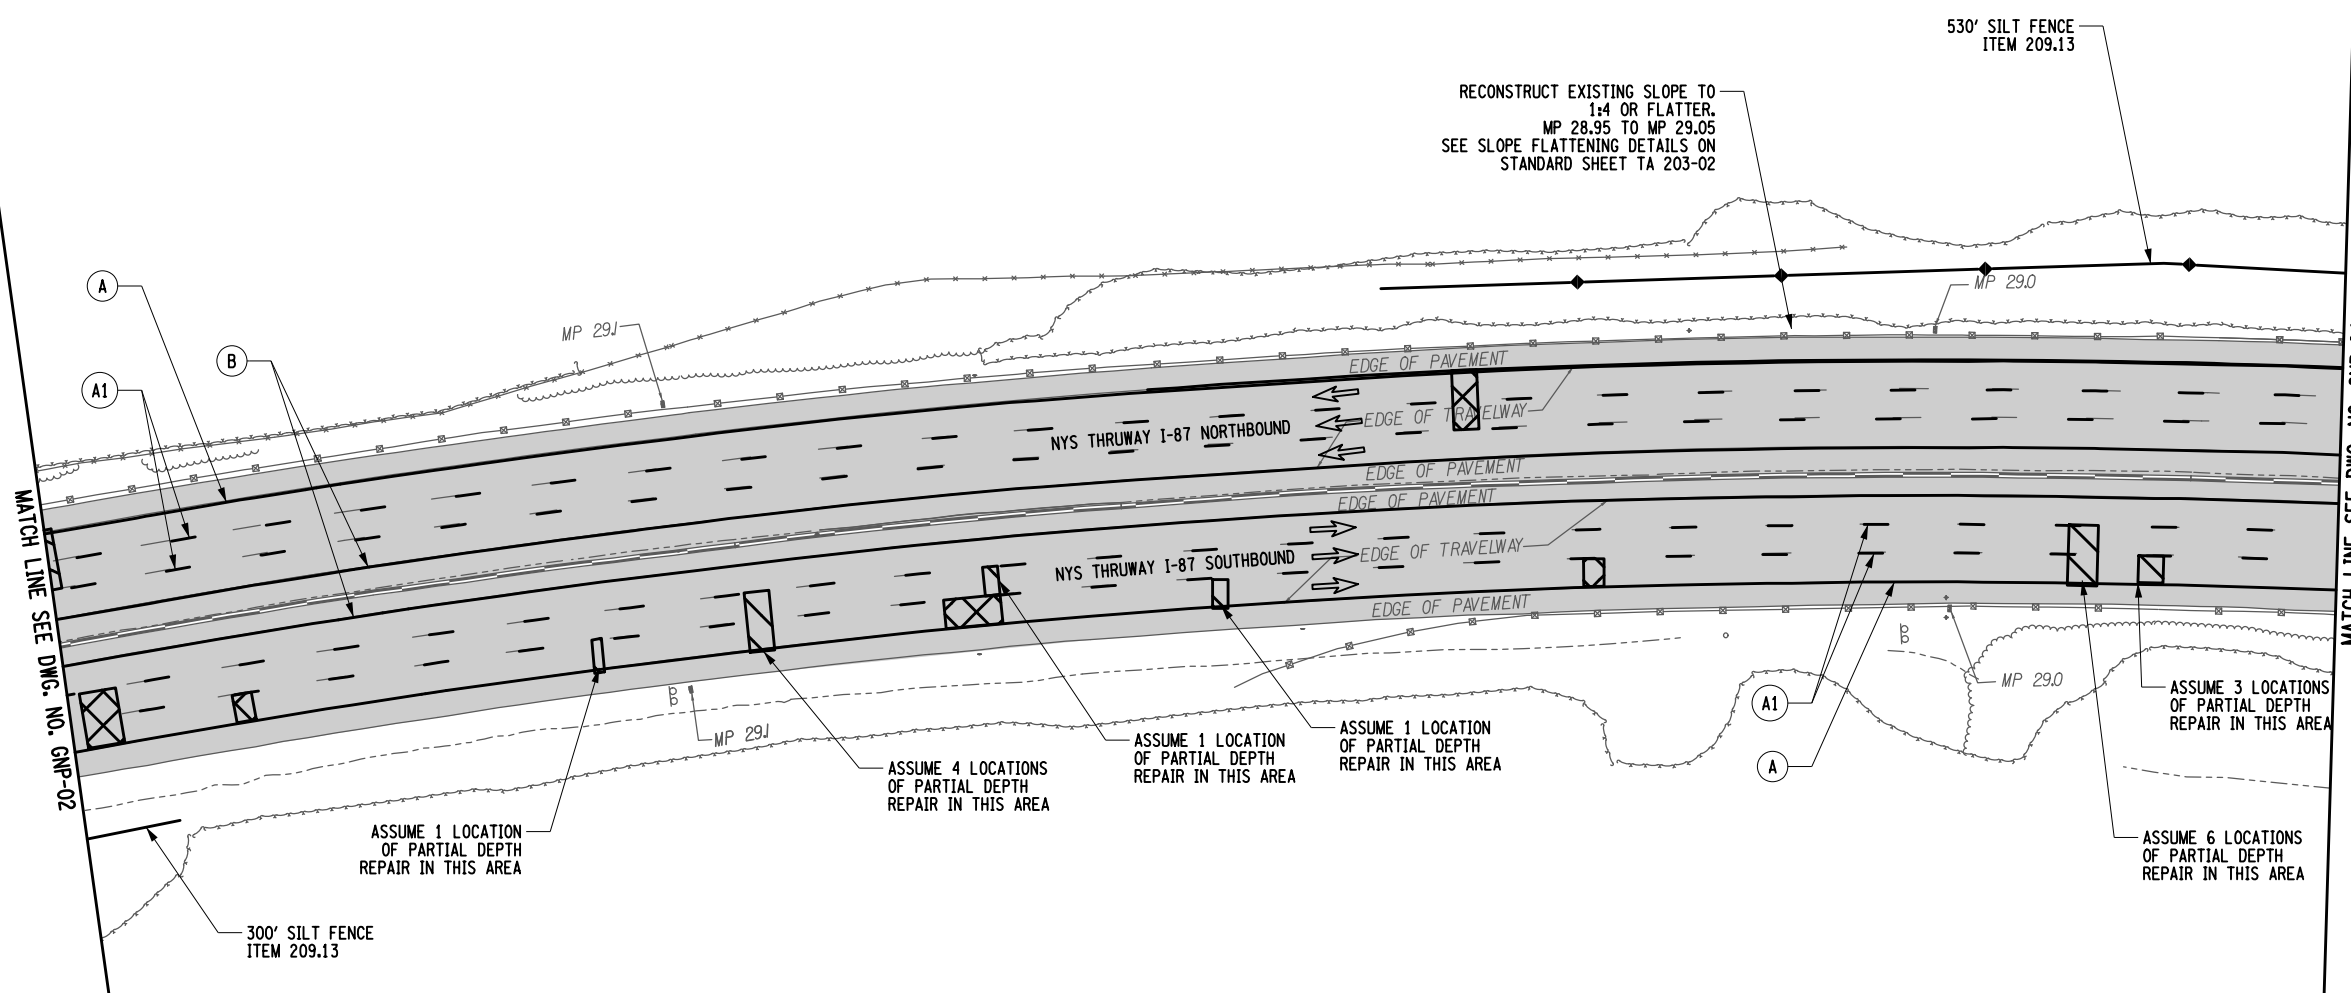 530' SILT FENCE
ITEM 209.13
RECONSTRUCT EXISTING SLOPE TO
1:4 OR FLATTER.
MP 28.95 TO MP 29.05
SEE SLOPE FLATTENING DETAILS ON
STANDARD SHEET TA 203-02
A
B
A1
MP 29.1
MP 29.0
EDGE OF PAVEMENT
EDGE OF TRAVELWAY
NYS THRUWAY I-87 NORTHBOUND
EDGE OF PAVEMENT
EDGE OF PAVEMENT
NYS THRUWAY I-87 SOUTHBOUND
EDGE OF TRAVELWAY
EDGE OF PAVEMENT
MATCH LINE SEE DWG. NO. GNP-02
MP 29.1
MP 29.0
A1
A
ASSUME 3 LOCATIONS
OF PARTIAL DEPTH
REPAIR IN THIS AREA
ASSUME 1 LOCATION
OF PARTIAL DEPTH
REPAIR IN THIS AREA
ASSUME 1 LOCATION
OF PARTIAL DEPTH
REPAIR IN THIS AREA
ASSUME 4 LOCATIONS
OF PARTIAL DEPTH
REPAIR IN THIS AREA
ASSUME 1 LOCATION
OF PARTIAL DEPTH
REPAIR IN THIS AREA
ASSUME 6 LOCATIONS
OF PARTIAL DEPTH
REPAIR IN THIS AREA
300' SILT FENCE
ITEM 209.13
MATCH LINE SEE DWG. NO.